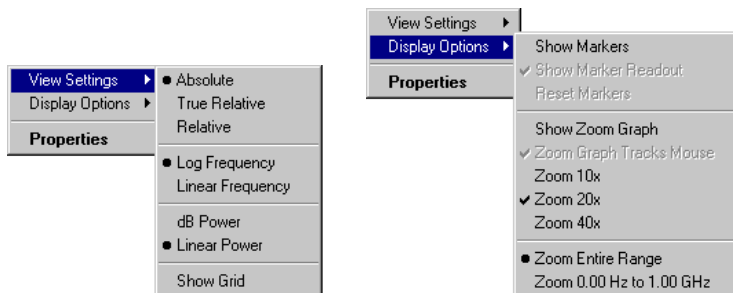 View Settings
Display Options
Properties
Absolute
True Relative
Relative
Log Frequency
Linear Frequency
dB Power
Linear Power
Show Grid
View Settings
Display Options
Properties
Show Markers
Show Marker Readout
Reset Markers
Show Zoom Graph
Zoom Graph Tracks Mouse
Zoom 10x
Zoom 20x
Zoom 40x
Zoom Entire Range
Zoom 0.00 Hz to 1.00 GHz